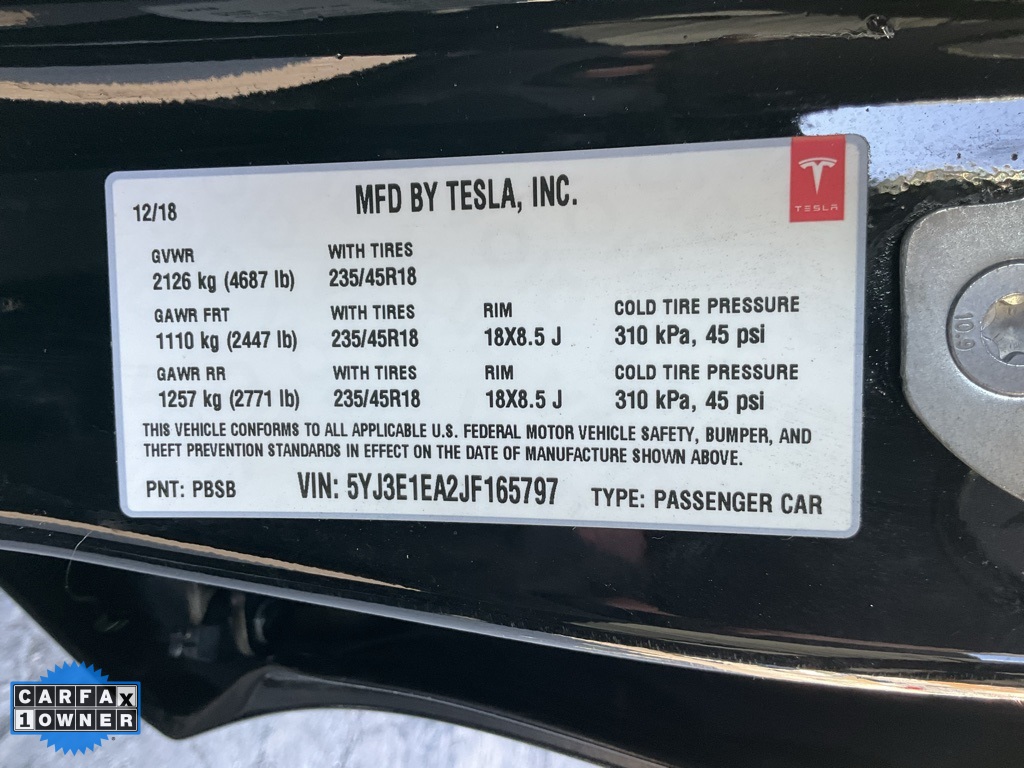 12/18 MFD BY TESLA, INC.
TESLA
GVWR WITH TIRES
2126 kg (4687 lb) 235/45R18
GAWR FRT WITH TIRES RIM COLD TIRE PRESSURE
1110 kg (2447 lb) 235/45R18 18X8.5 J 310 kPa, 45 psi
GAWR RR WITH TIRES RIM COLD TIRE PRESSURE
1257 kg (2771 lb) 235/45R18 18X8.5 J 310 kPa, 45 psi
THIS VEHICLE CONFORMS TO ALL APPLICABLE U.S. FEDERAL MOTOR VEHICLE SAFETY, BUMPER, AND
THEFT PREVENTION STANDARDS IN EFFECT ON THE DATE OF MANUFACTURE SHOWN ABOVE.
PNT: PBSB VIN: 5YJ3E1EA2JF165797 TYPE: PASSENGER CAR
10.9
CARFAX
1 OWNER